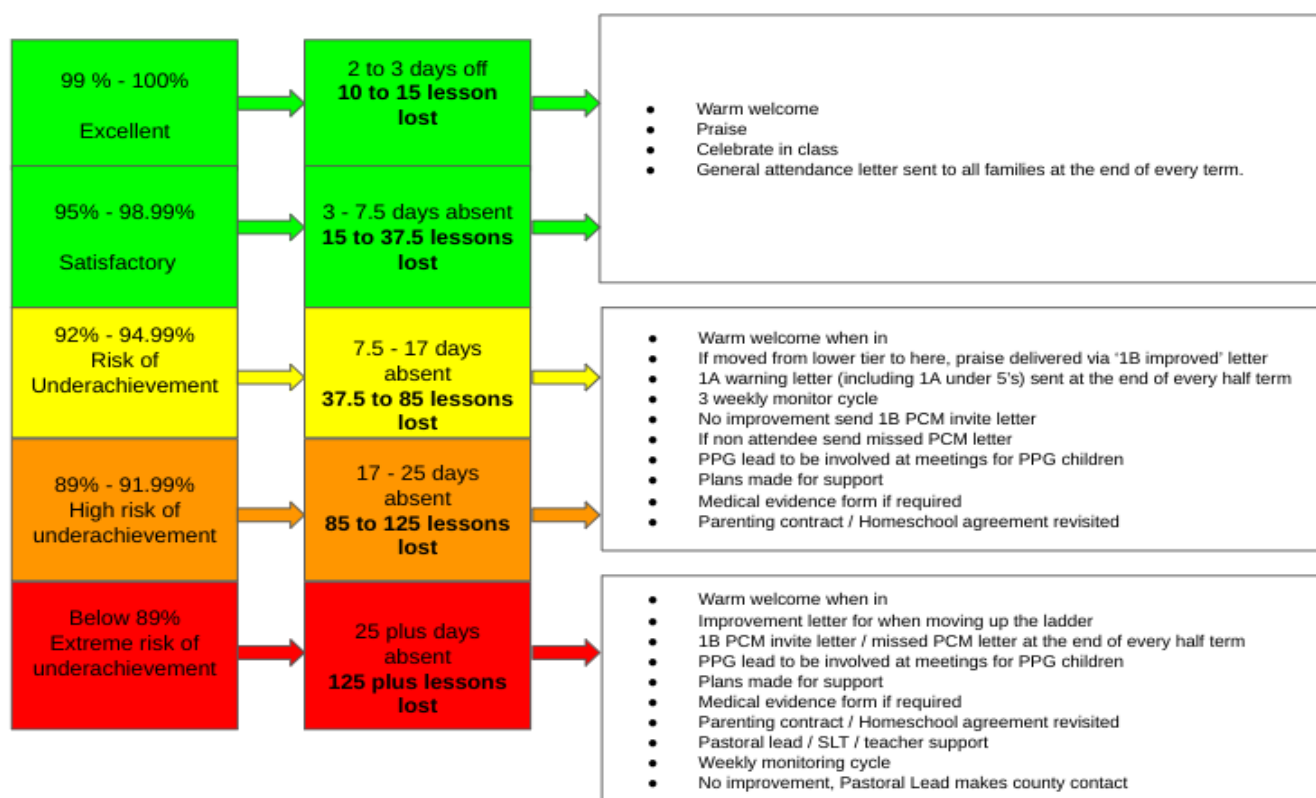 99 % - 100%
Excellent
2 to 3 days off
10 to 15 lesson
lost
● Warm welcome
● Praise
● Celebrate in class
● General attendance letter sent to all families at the end of every term.
95% - 98.99%
Satisfactory
3 - 7.5 days absent
15 to 37.5 lessons
lost
92% - 94.99%
Risk of
Underachievement
7.5 - 17 days
absent
37.5 to 85 lessons
lost
● Warm welcome when in
● If moved from lower tier to here, praise delivered via ‘1B improved’ letter
● 1A warning letter (including 1A under 5’s) sent at the end of every half term
● 3 weekly monitor cycle
● No improvement send 1B PCM invite letter
● If non attendee send missed PCM letter
● PPG lead to be involved at meetings for PPG children
● Plans made for support
● Medical evidence form if required
● Parenting contract / Homeschool agreement revisited
89% - 91.99%
High risk of
underachievement
17 - 25 days
absent
85 to 125 lessons
lost
Below 89%
Extreme risk of
underachievement
25 plus days
absent
125 plus lessons
lost
● Warm welcome when in
● Improvement letter for when moving up the ladder
● 1B PCM invite letter / missed PCM letter at the end of every half term
● PPG lead to be involved at meetings for PPG children
● Plans made for support
● Medical evidence form if required
● Parenting contract / Homeschool agreement revisited
● Pastoral lead / SLT / teacher support
● Weekly monitoring cycle
● No improvement, Pastoral Lead makes county contact